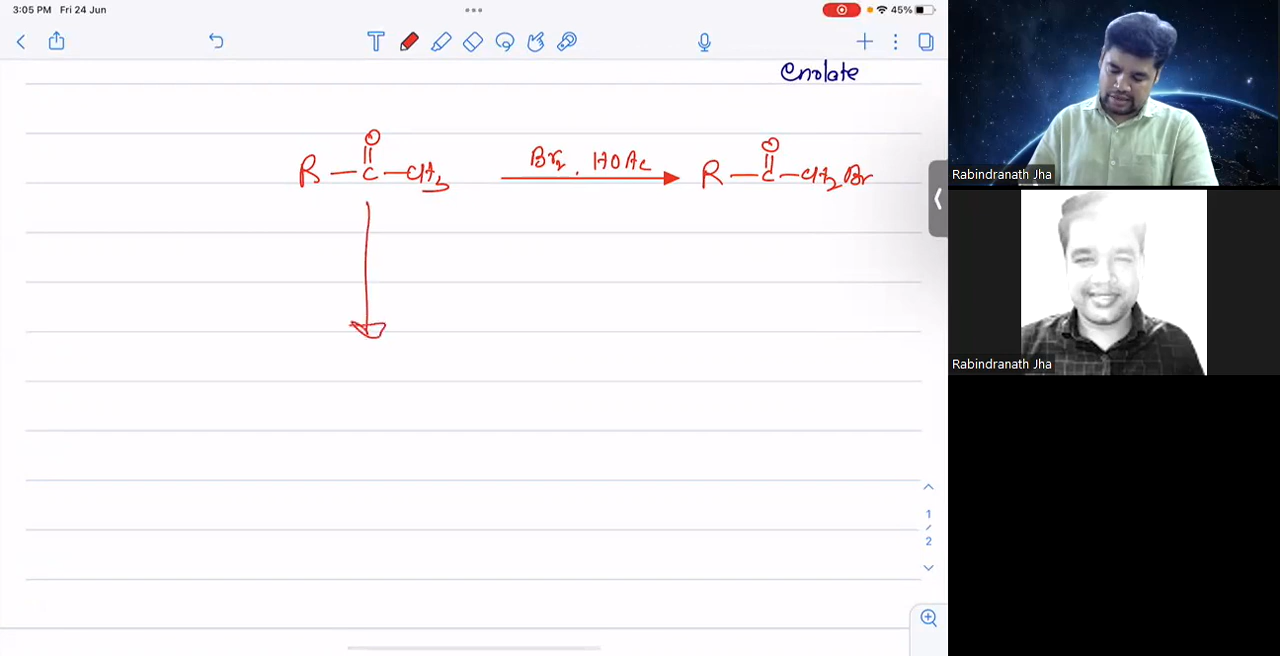 3:05 PM Fri 24 Jun
45%
Enolate
O O
R — C — CH3 Br2, HOAc R — C — CH2Br
1
2
Rabindranath Jha
Rabindranath Jha